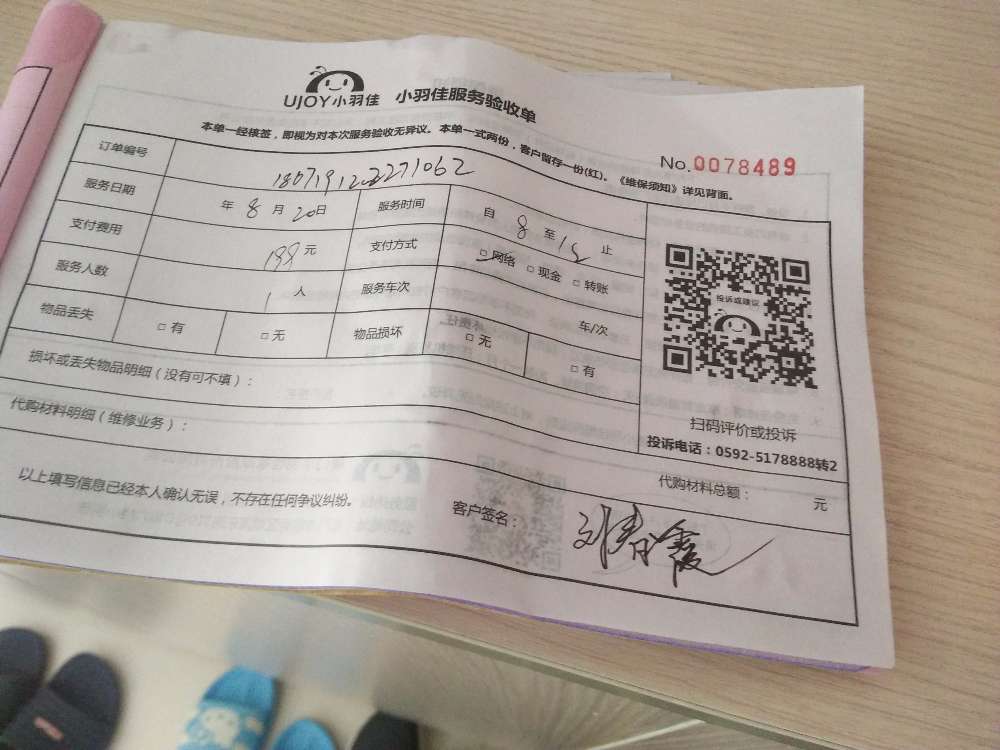 UJOY小羽佳 小羽佳服务验收单
本单一经核签，即视为对本次服务验收无异议。本单一式两份，客户留存一份(红)。《维保须知》详见背面。
No.0078489
订单编号
服务日期 年 8 月 20 日 服务时间 自 8 至 12 止
支付费用 199 元 支付方式 □ 网络 □ 现金 □ 转账
服务人数 1 人 服务车次 车/次
物品丢失 □ 有 □ 无 物品损坏 □ 无 □ 有
投诉或建议
扫码评价或投诉
投诉电话：0592-5178888转2
损坏或丢失物品明细（没有可不填）：
代购材料明细（维修业务）：
代购材料总额： 元
以上填写信息已经本人确认无误，不存在任何争议纠纷。
客户签名： 刘春霞